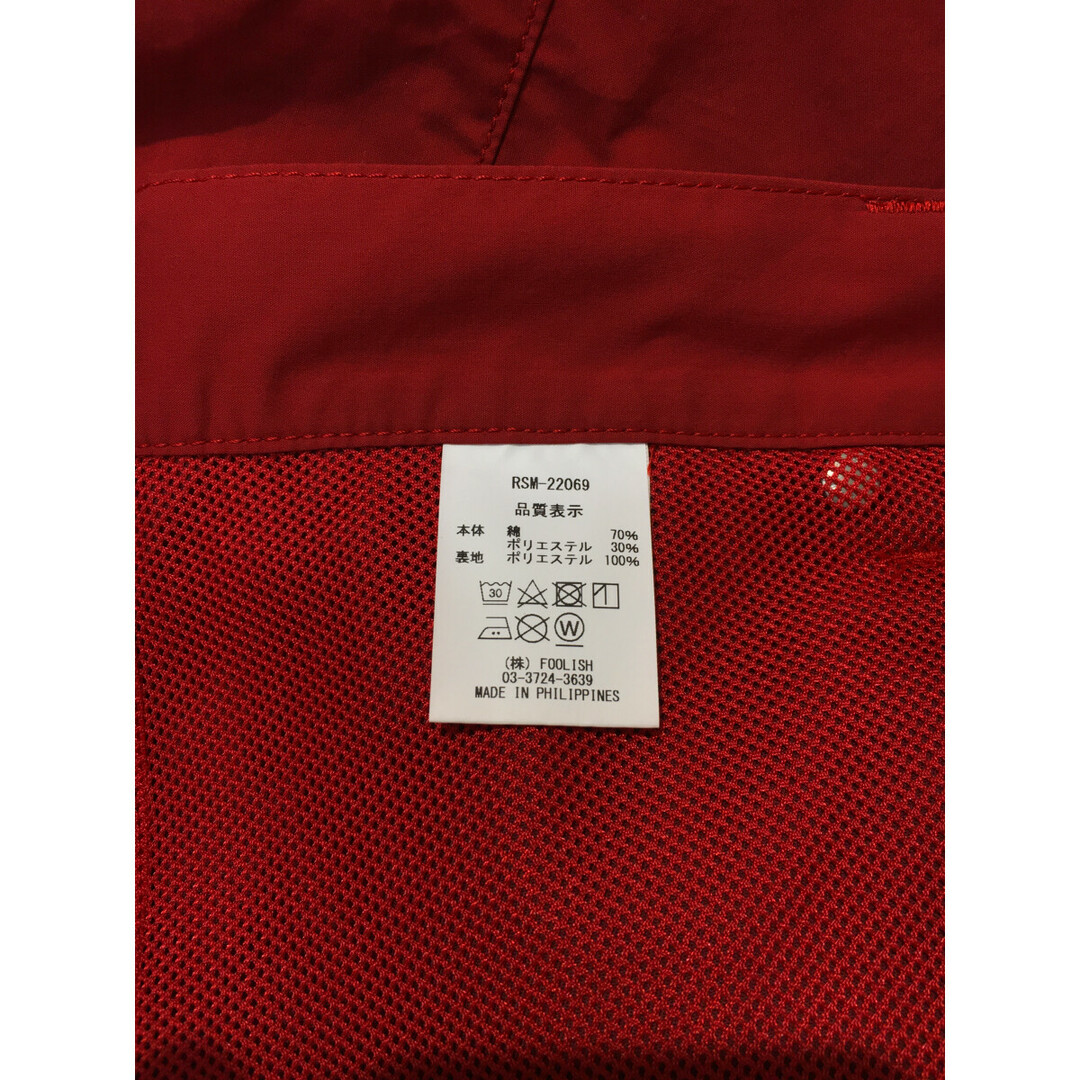 RSM-22069
品質表示
本体 綿 70%
ポリエステル 30%
裏地 ポリエステル 100%
30
W
(株) FOOLISH
03-3724-3639
MADE IN PHILIPPINES